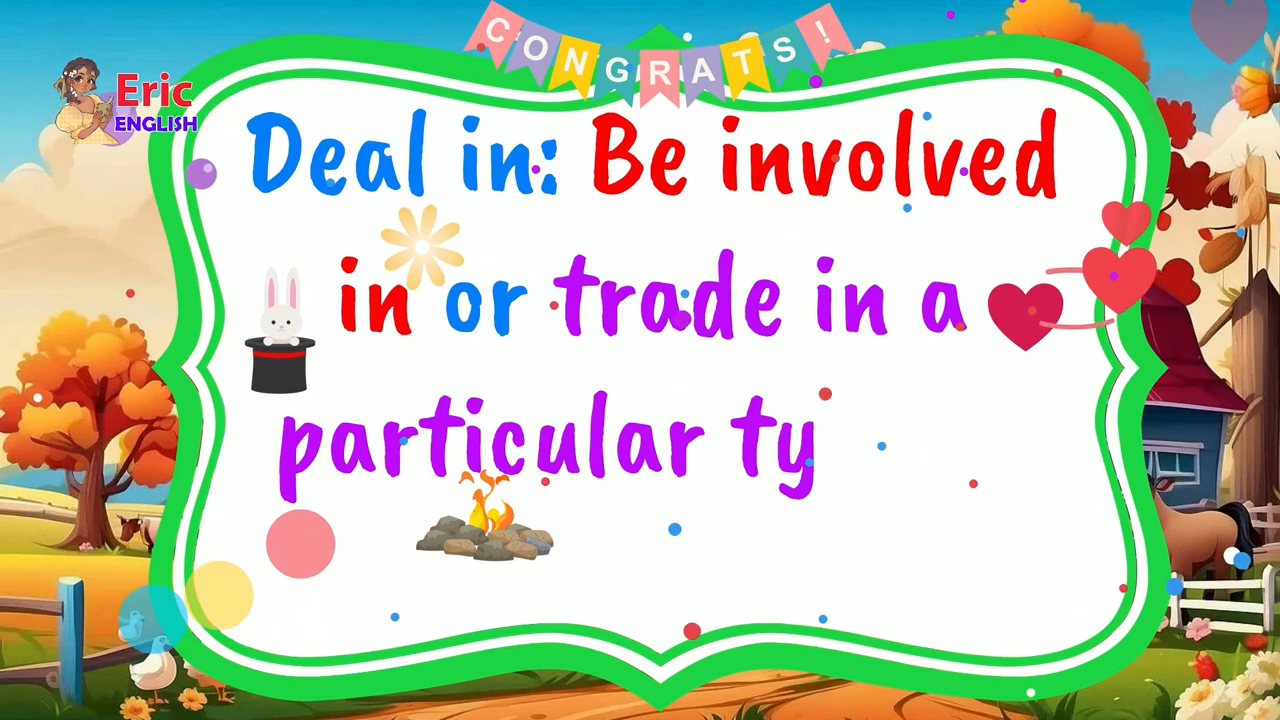 CONGRATS!
Eric
ENGLISH
Deal in: Be involved
in or trade in a
particular ty